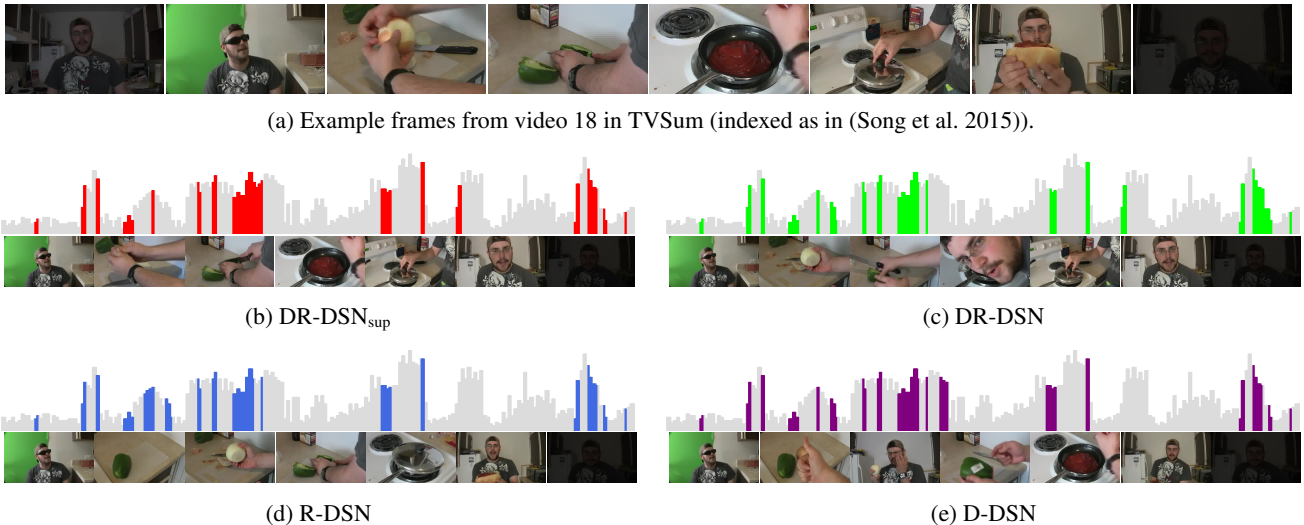 (a) Example frames from video 18 in TVSum (indexed as in (Song et al. 2015)).
(b) DR-DSNsup
(c) DR-DSN
(d) R-DSN
(e) D-DSN